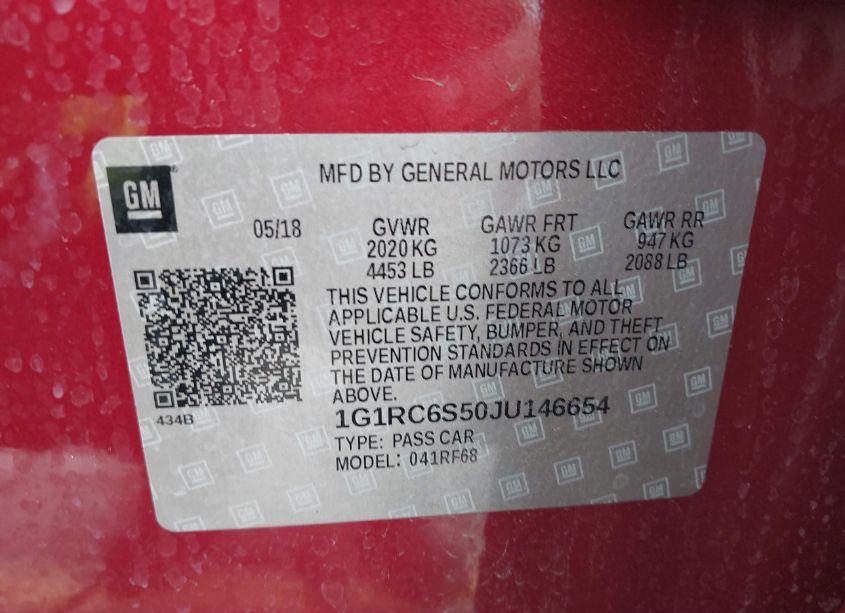 GM
MFD BY GENERAL MOTORS LLC
05/18 GVWR GAWR FRT GAWR RR
2020 KG 1073 KG 947 KG
4453 LB 2366 LB 2088 LB
THIS VEHICLE CONFORMS TO ALL
APPLICABLE U.S. FEDERAL MOTOR
VEHICLE SAFETY, BUMPER, AND THEFT
PREVENTION STANDARDS IN EFFECT ON
THE DATE OF MANUFACTURE SHOWN
ABOVE.
434B
1G1RC6S50JU146654
TYPE: PASS CAR
MODEL: 041RF68